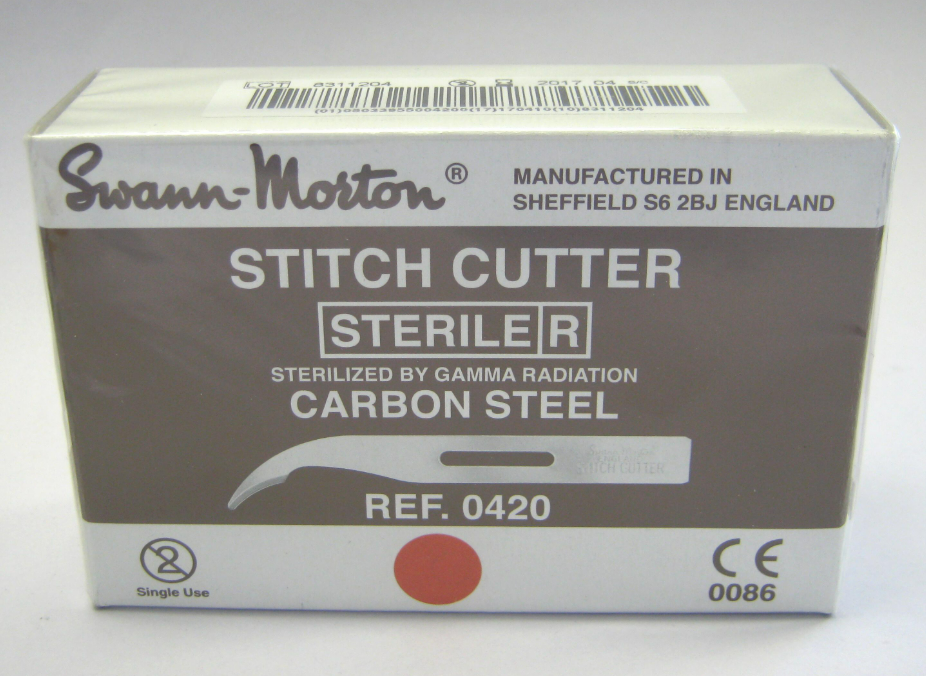 LOT 8311204 2017 04 S/C
Swann-Morton®
MANUFACTURED IN
SHEFFIELD S6 2BJ ENGLAND
STITCH CUTTER
STERILE R
STERILIZED BY GAMMA RADIATION
CARBON STEEL
STITCH CUTTER
REF. 0420
2
Single Use
CE
0086